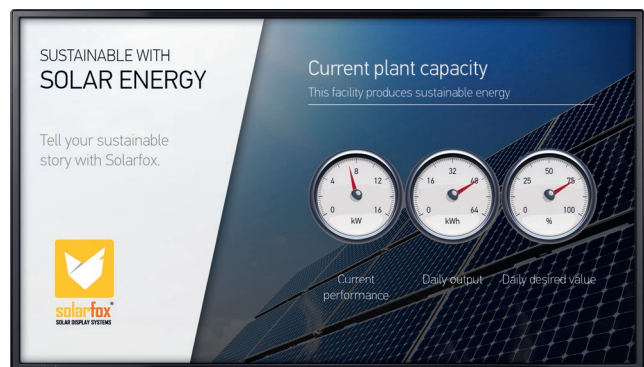 SUSTAINABLE WITH
SOLAR ENERGY
Tell your sustainable
story with Solarfox.
solarfox®
SOLAR DISPLAY SYSTEMS
Current plant capacity
This facility produces sustainable energy
0 4 8 12 16
kW
0 16 32 48 64
kWh
0 25 50 75 100
%
Current
performance
Daily output
Daily desired value